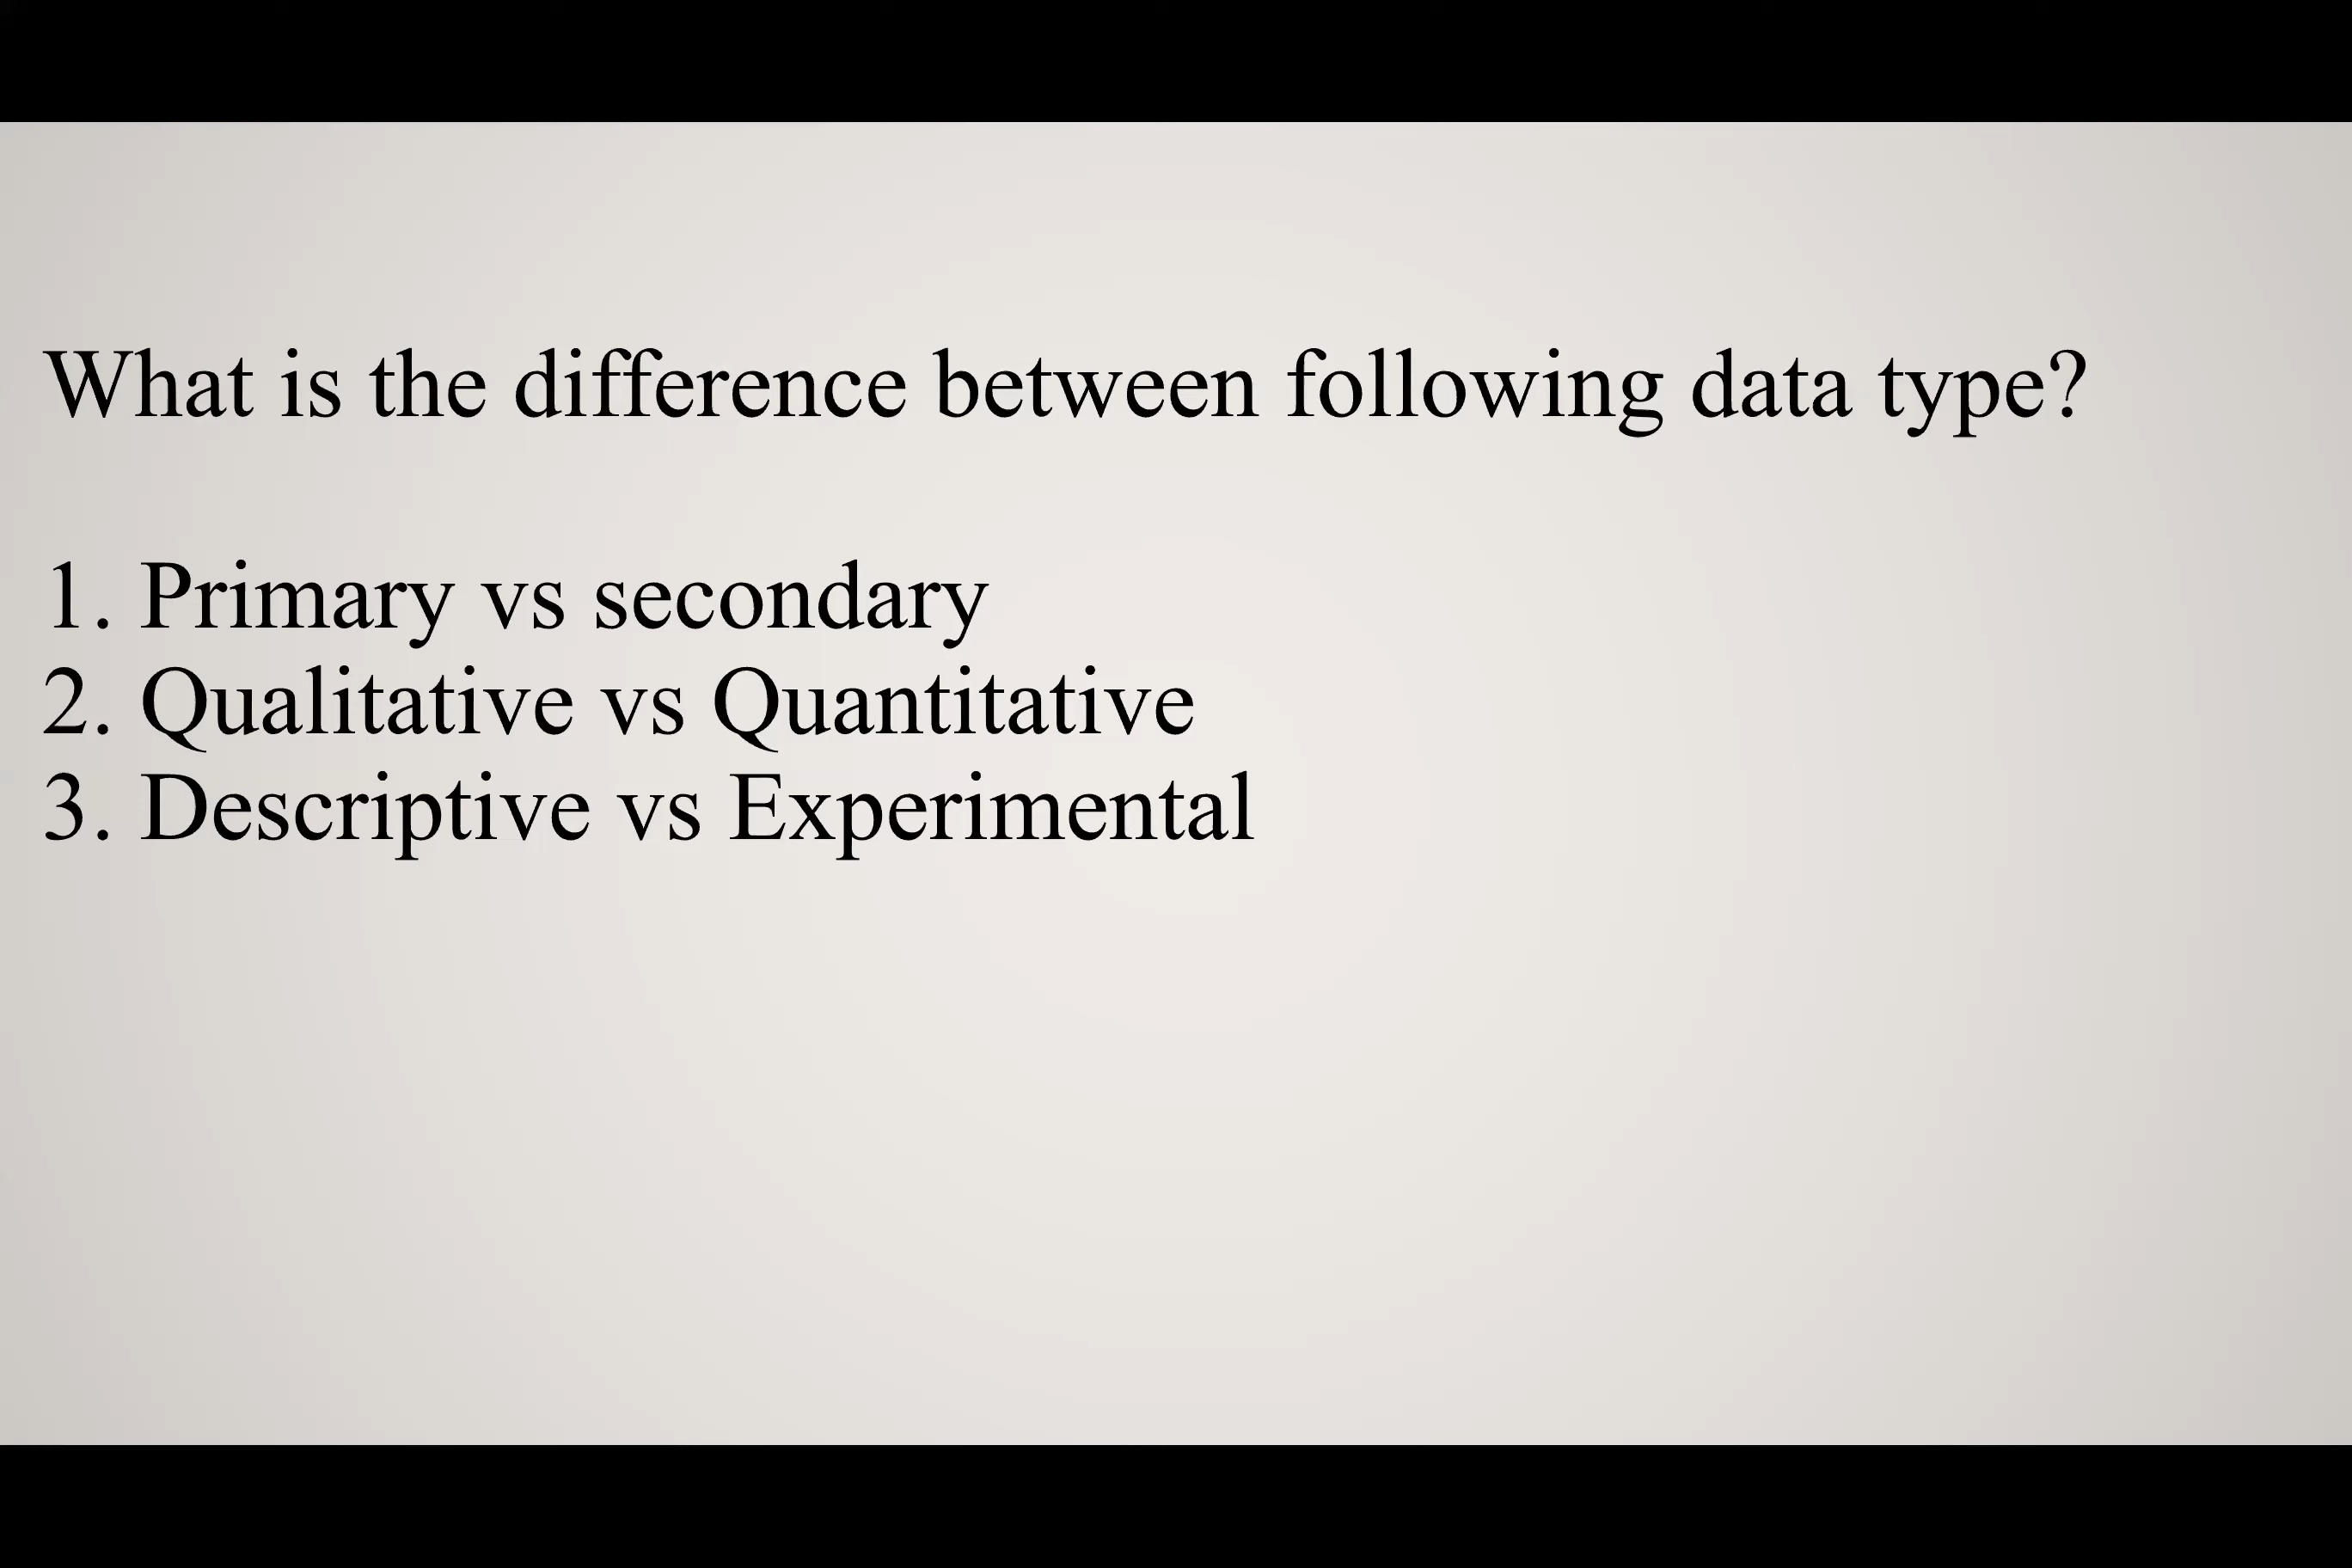 What is the difference between following data type?
1. Primary vs secondary
2. Qualitative vs Quantitative
3. Descriptive vs Experimental